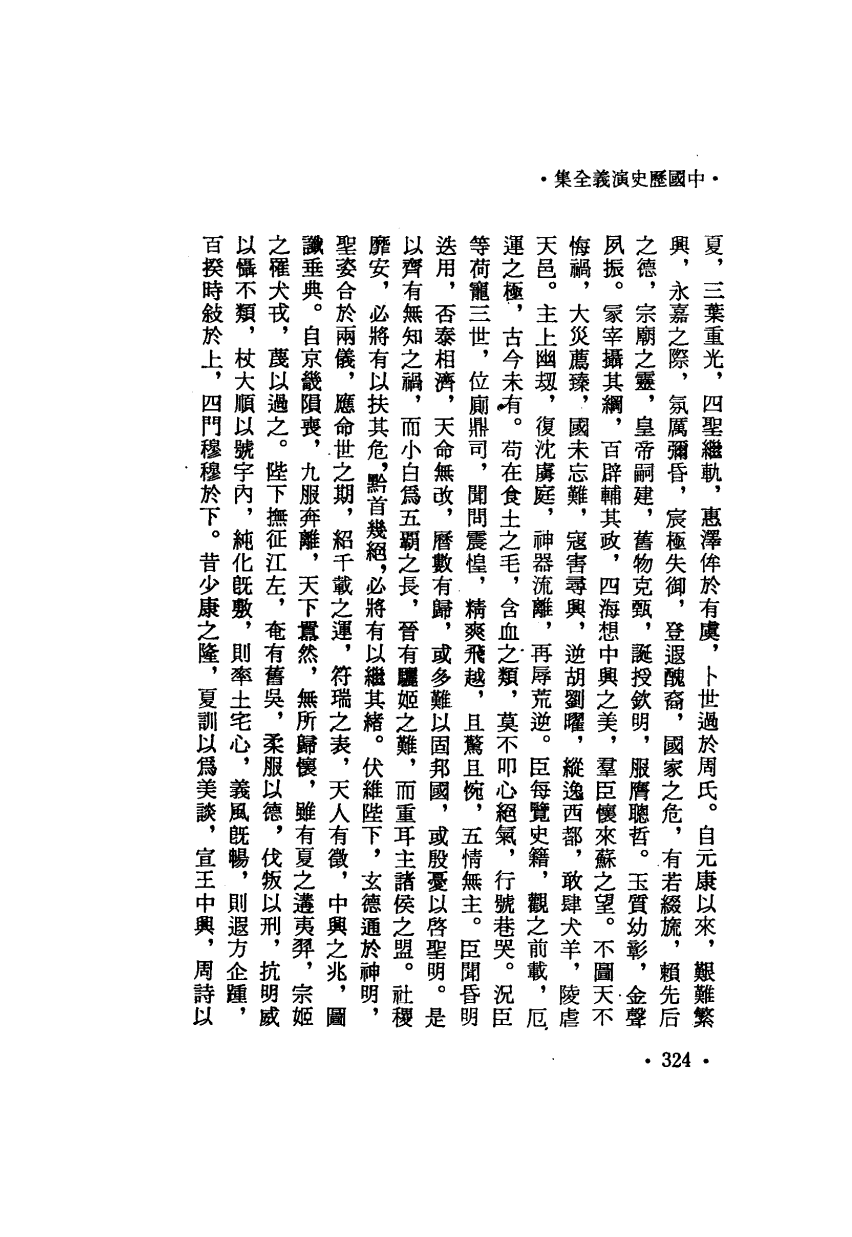 •中國歷史演義全集•
夏，三葉重光，四聖繼軌，惠澤侔於有虞，卜世過於周氏。自元康以來，艱難繁
興，永嘉之際，氛厲彌昏，宸極失御，登遐醜裔，國家之危，有若綴旒，賴先后
之德，宗廟之靈，皇帝嗣建，舊物克甄，誕授欽明，服膺聰哲。玉質幼彰，金聲
夙振。冢宰攝其綱，百辟輔其政，四海想中興之美，羣臣懷來蘇之望。不圖天不
悔禍，大災薦臻，國未忘難，寇害尋興，逆胡劉曜，縱逸西都，敢肆犬羊，陵虐
天邑。主上幽刼，復沈虜庭，神器流離，再辱荒逆。臣每覽史籍，觀之前載，厄
運之極，古今未有。苟在食土之毛，含血之類，莫不叩心絕氣，行號巷哭。況臣
等荷寵三世，位廁鼎司，聞問震惶，精爽飛越，且驚且惋，五情無主。臣聞昏明
迭用，否泰相濟，天命無改，曆數有歸，或多難以固邦國，或殷憂以啓聖明。是
以齊有無知之禍，而小白爲五覇之長，晉有驪姬之難，而重耳主諸侯之盟。社稷
靡安，必將有以扶其危，黔首幾絕，必將有以繼其緒。伏維陛下，玄德通於神明，
聖姿合於兩儀，應命世之期，紹千載之運，符瑞之表，天人有徵，中興之兆，圖
讖垂典。自京畿隕喪，九服奔離，天下囂然，無所歸懷，雖有夏之遘夷羿，宗姬
之罹犬戎，蔑以過之。陛下撫征江左，奄有舊吳，柔服以德，伐叛以刑，抗明威
以懾不類，杖大順以號宇內，純化旣敷，則率土宅心，義風旣暢，則遐方企踵，
百揆時敍於上，四門穆穆於下。昔少康之隆，夏訓以爲美談，宣王中興，周詩以
•324•